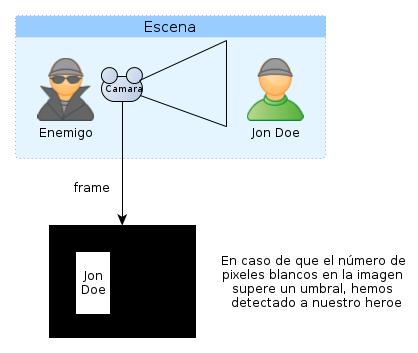 Escena
Camara
Enemigo
Jon Doe
frame
Jon
Doe
En caso de que el número de
pixeles blancos en la imagen
supere un umbral, hemos
detectado a nuestro heroe